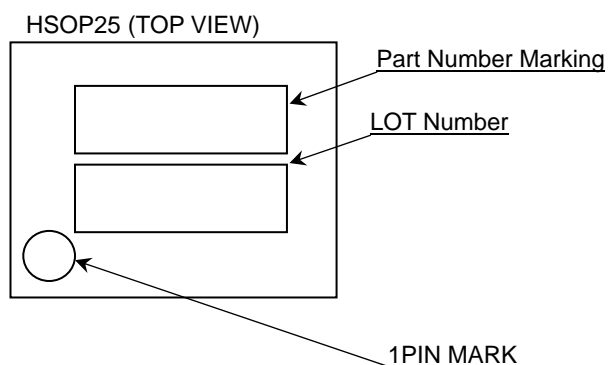 HSOP25 (TOP VIEW)
Part Number Marking
LOT Number
1PIN MARK